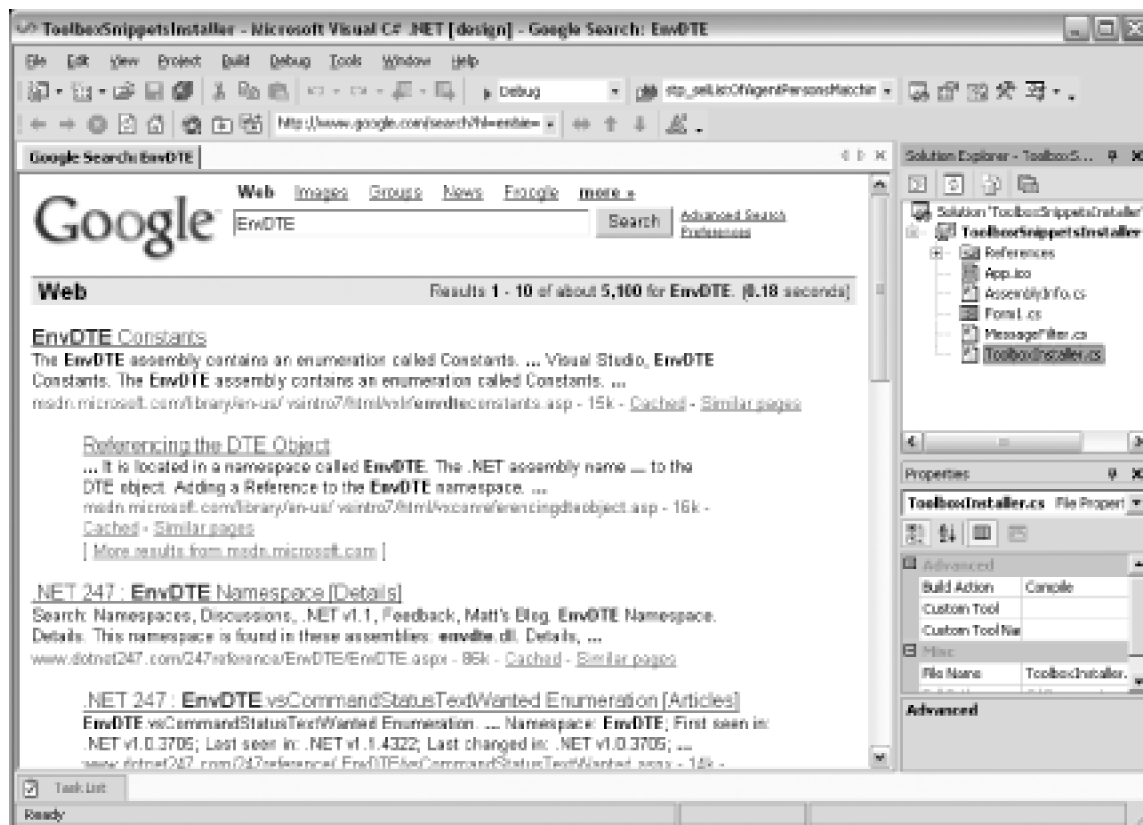 ToolboxSnippetsInstaller - Microsoft Visual C# .NET [design] - Google Search: EnvDTE
File Edit View Project Build Debug Tools Window Help
Debug
http://www.google.com/search?hl=en&ie=
Google Search: EnvDTE
Web Images Groups News Froogle more »
Google
EnvDTE
Search
Advanced Search
Preferences
Web
Results 1 - 10 of about 5,100 for EnvDTE. (0.18 seconds)
EnvDTE Constants
The EnvDTE assembly contains an enumeration called Constants. ... Visual Studio, EnvDTE
Constants. The EnvDTE assembly contains an enumeration called Constants. ...
msdn.microsoft.com/library/en-us/ vsintro7/html/vxlrfenvdteconstants.asp - 15k - Cached - Similar pages
Referencing the DTE Object
... It is located in a namespace called EnvDTE. The .NET assembly name ... to the
DTE object. Adding a Reference to the EnvDTE namespace. ...
msdn.microsoft.com/library/en-us/ vsintro7/html/vxconreferencingdteobject.asp - 16k -
Cached - Similar pages
[ More results from msdn.microsoft.com ]
.NET 247 : EnvDTE Namespace [Details]
Search: Namespaces, Discussions, .NET v1.1, Feedback, Matt's Blog. EnvDTE Namespace.
Details. This namespace is found in these assemblies: envdte.dll. Details, ...
www.dotnet247.com/247reference/EnvDTE/EnvDTE.aspx - 86k - Cached - Similar pages
.NET 247 : EnvDTE.vsCommandStatusTextWanted Enumeration [Articles]
EnvDTE.vsCommandStatusTextWanted Enumeration. ... Namespace: EnvDTE; First seen in:
.NET v1.0.3705; Last seen in: .NET v1.1.4322; Last changed in: .NET v1.0.3705; ...
www.dotnet247.com/247reference/ EnvDTE/vsCommandStatusTextWanted.aspx - 14k -
Solution Explorer - ToolboxS...
Solution 'ToolboxSnippetsInstaller'
ToolboxSnippetsInstaller
References
App.ico
AssemblyInfo.cs
Form1.cs
MessageFilter.cs
ToolboxInstaller.cs
Properties
ToolboxInstaller.cs File Propert
Advanced
Build Action Compile
Custom Tool
Custom Tool Nar
Misc
File Name ToolboxInstaller.
Advanced
Task List
Ready